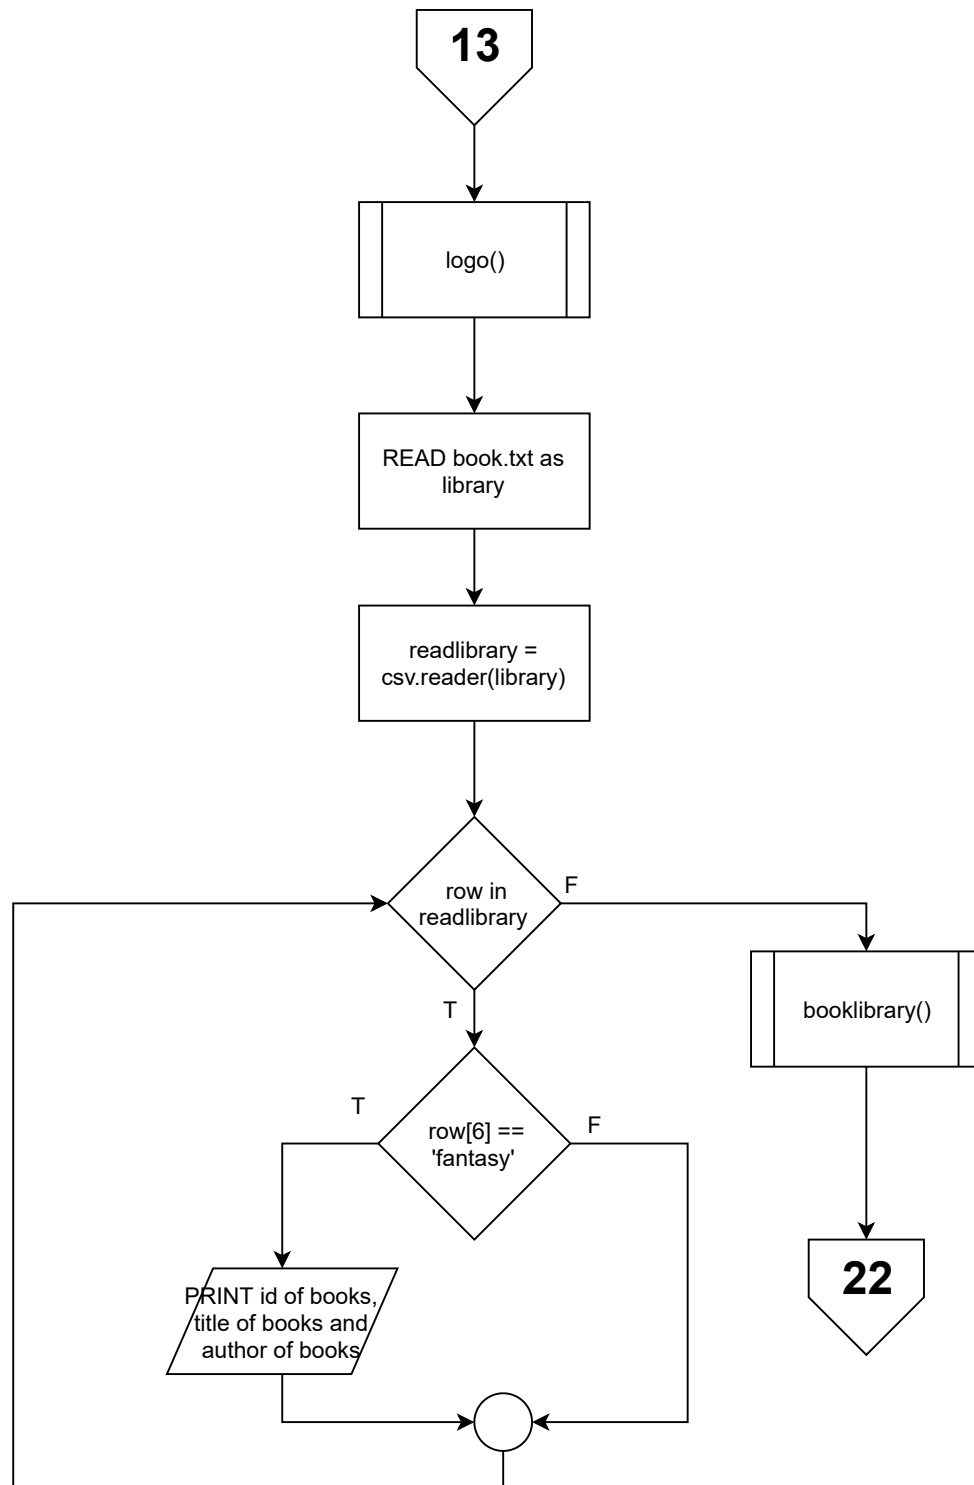 13
logo()
READ book.txt as
library
readlibrary =
csv.reader(library)
row in
readlibrary
F
T
booklibrary()
T
row[6] ==
'fantasy'
F
22
PRINT id of books,
title of books and
author of books